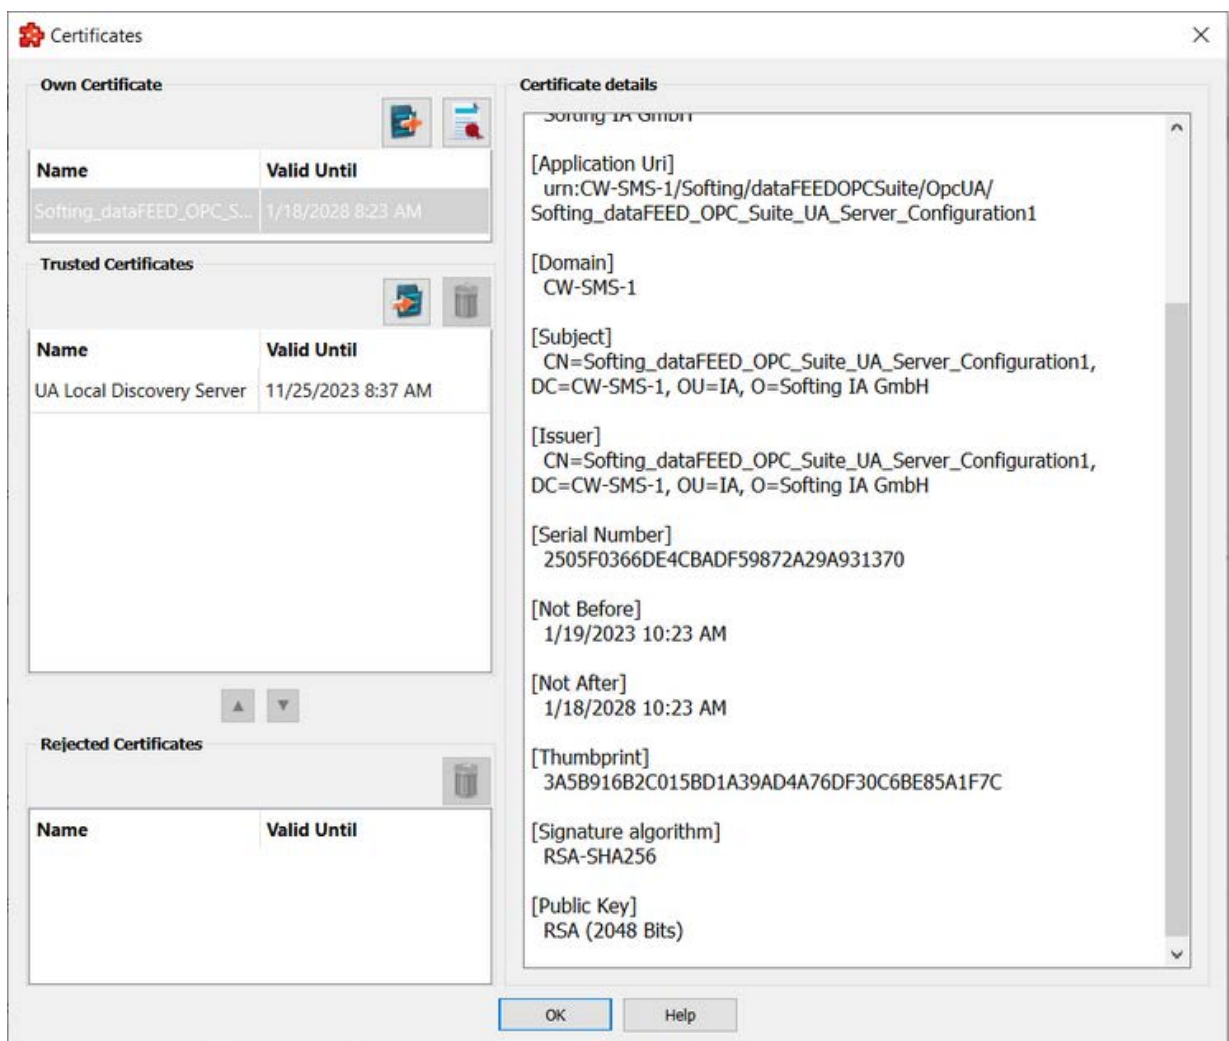 Certificates
Own Certificate
Name Valid Until
Softing_dataFEED_OPC_S... 1/18/2028 8:23 AM
Trusted Certificates
Name Valid Until
UA Local Discovery Server 11/25/2023 8:37 AM
Rejected Certificates
Name Valid Until
Certificate details
Softing IA GmbH
[Application Uri]
urn:CW-SMS-1/Softing/dataFEEDOPCSuite/OpcUA/
Softing_dataFEED_OPC_Suite_UA_Server_Configuration1
[Domain]
CW-SMS-1
[Subject]
CN=Softing_dataFEED_OPC_Suite_UA_Server_Configuration1,
DC=CW-SMS-1, OU=IA, O=Softing IA GmbH
[Issuer]
CN=Softing_dataFEED_OPC_Suite_UA_Server_Configuration1,
DC=CW-SMS-1, OU=IA, O=Softing IA GmbH
[Serial Number]
2505F0366DE4CBADF59872A29A931370
[Not Before]
1/19/2023 10:23 AM
[Not After]
1/18/2028 10:23 AM
[Thumbprint]
3A5B916B2C015BD1A39AD4A76DF30C6BE85A1F7C
[Signature algorithm]
RSA-SHA256
[Public Key]
RSA (2048 Bits)
OK Help